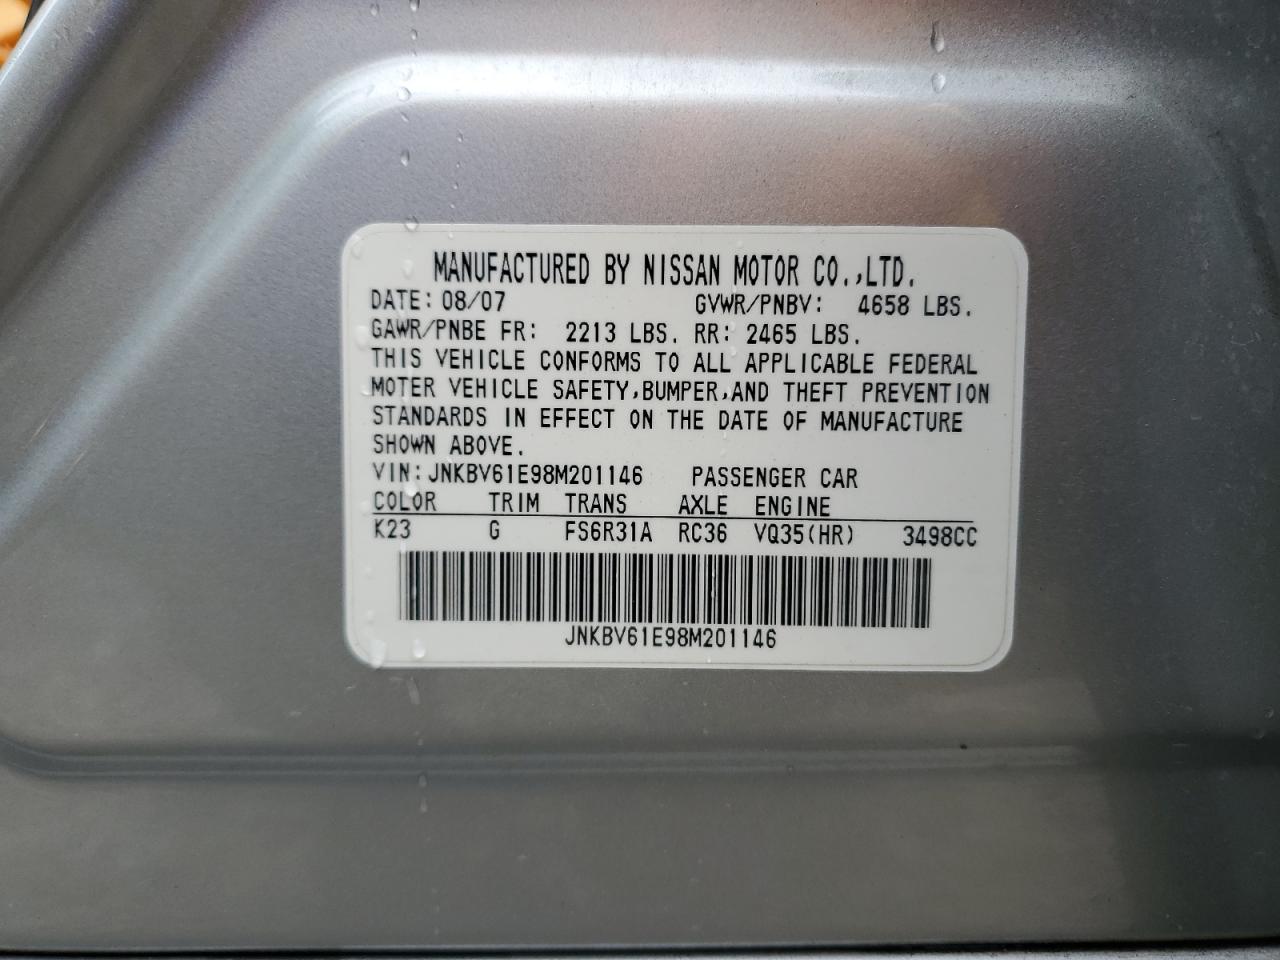 MANUFACTURED BY NISSAN MOTOR CO.,LTD.
DATE: 08/07 GVWR/PNBV: 4658 LBS.
GAWR/PNBE FR: 2213 LBS. RR: 2465 LBS.
THIS VEHICLE CONFORMS TO ALL APPLICABLE FEDERAL
MOTER VEHICLE SAFETY,BUMPER,AND THEFT PREVENTION
STANDARDS IN EFFECT ON THE DATE OF MANUFACTURE
SHOWN ABOVE.
VIN:JNKBV61E98M201146 PASSENGER CAR
COLOR TRIM TRANS AXLE ENGINE
K23 G FS6R31A RC36 VQ35(HR) 3498CC
JNKBV61E98M201146